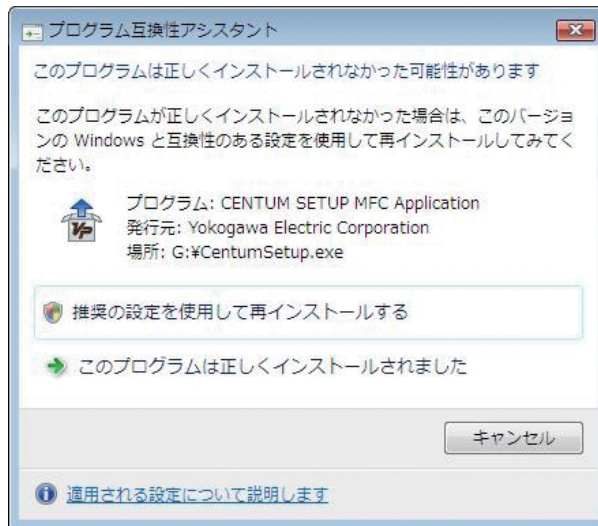 プログラム互換性アシスタント
このプログラムは正しくインストールされなかった可能性があります
このプログラムが正しくインストールされなかった場合は、このバージョ
ンの Windows と互換性のある設定を使用して再インストールしてみてく
ださい。
プログラム: CENTUM SETUP MFC Application
発行元: Yokogawa Electric Corporation
場所: G:¥CentumSetup.exe
推奨の設定を使用して再インストールする
このプログラムは正しくインストールされました
キャンセル
適用される設定について説明します